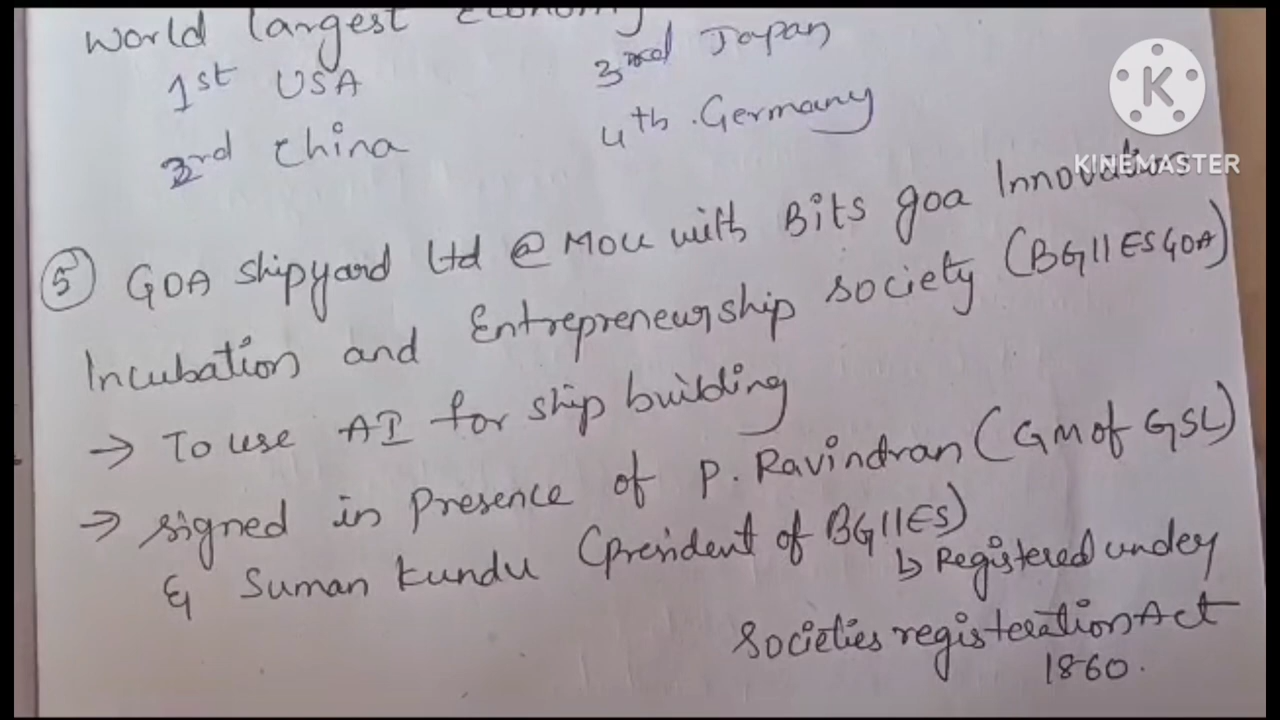 World largest Economy
1st USA
3rd Japan
2rd China
4th Germany
K
KINEMASTER
5 GOA Shipyard Ltd @ MOU with Bits goa Innovation
Incubation and Entrepreneurship society (BGIIES GOA)
→ To use AI for ship building
→ signed in presence of P. Ravindran (GM of GSL)
& Suman Kundu (president of BGIIES)
↳ Registered under
Societies registeration Act
1860.